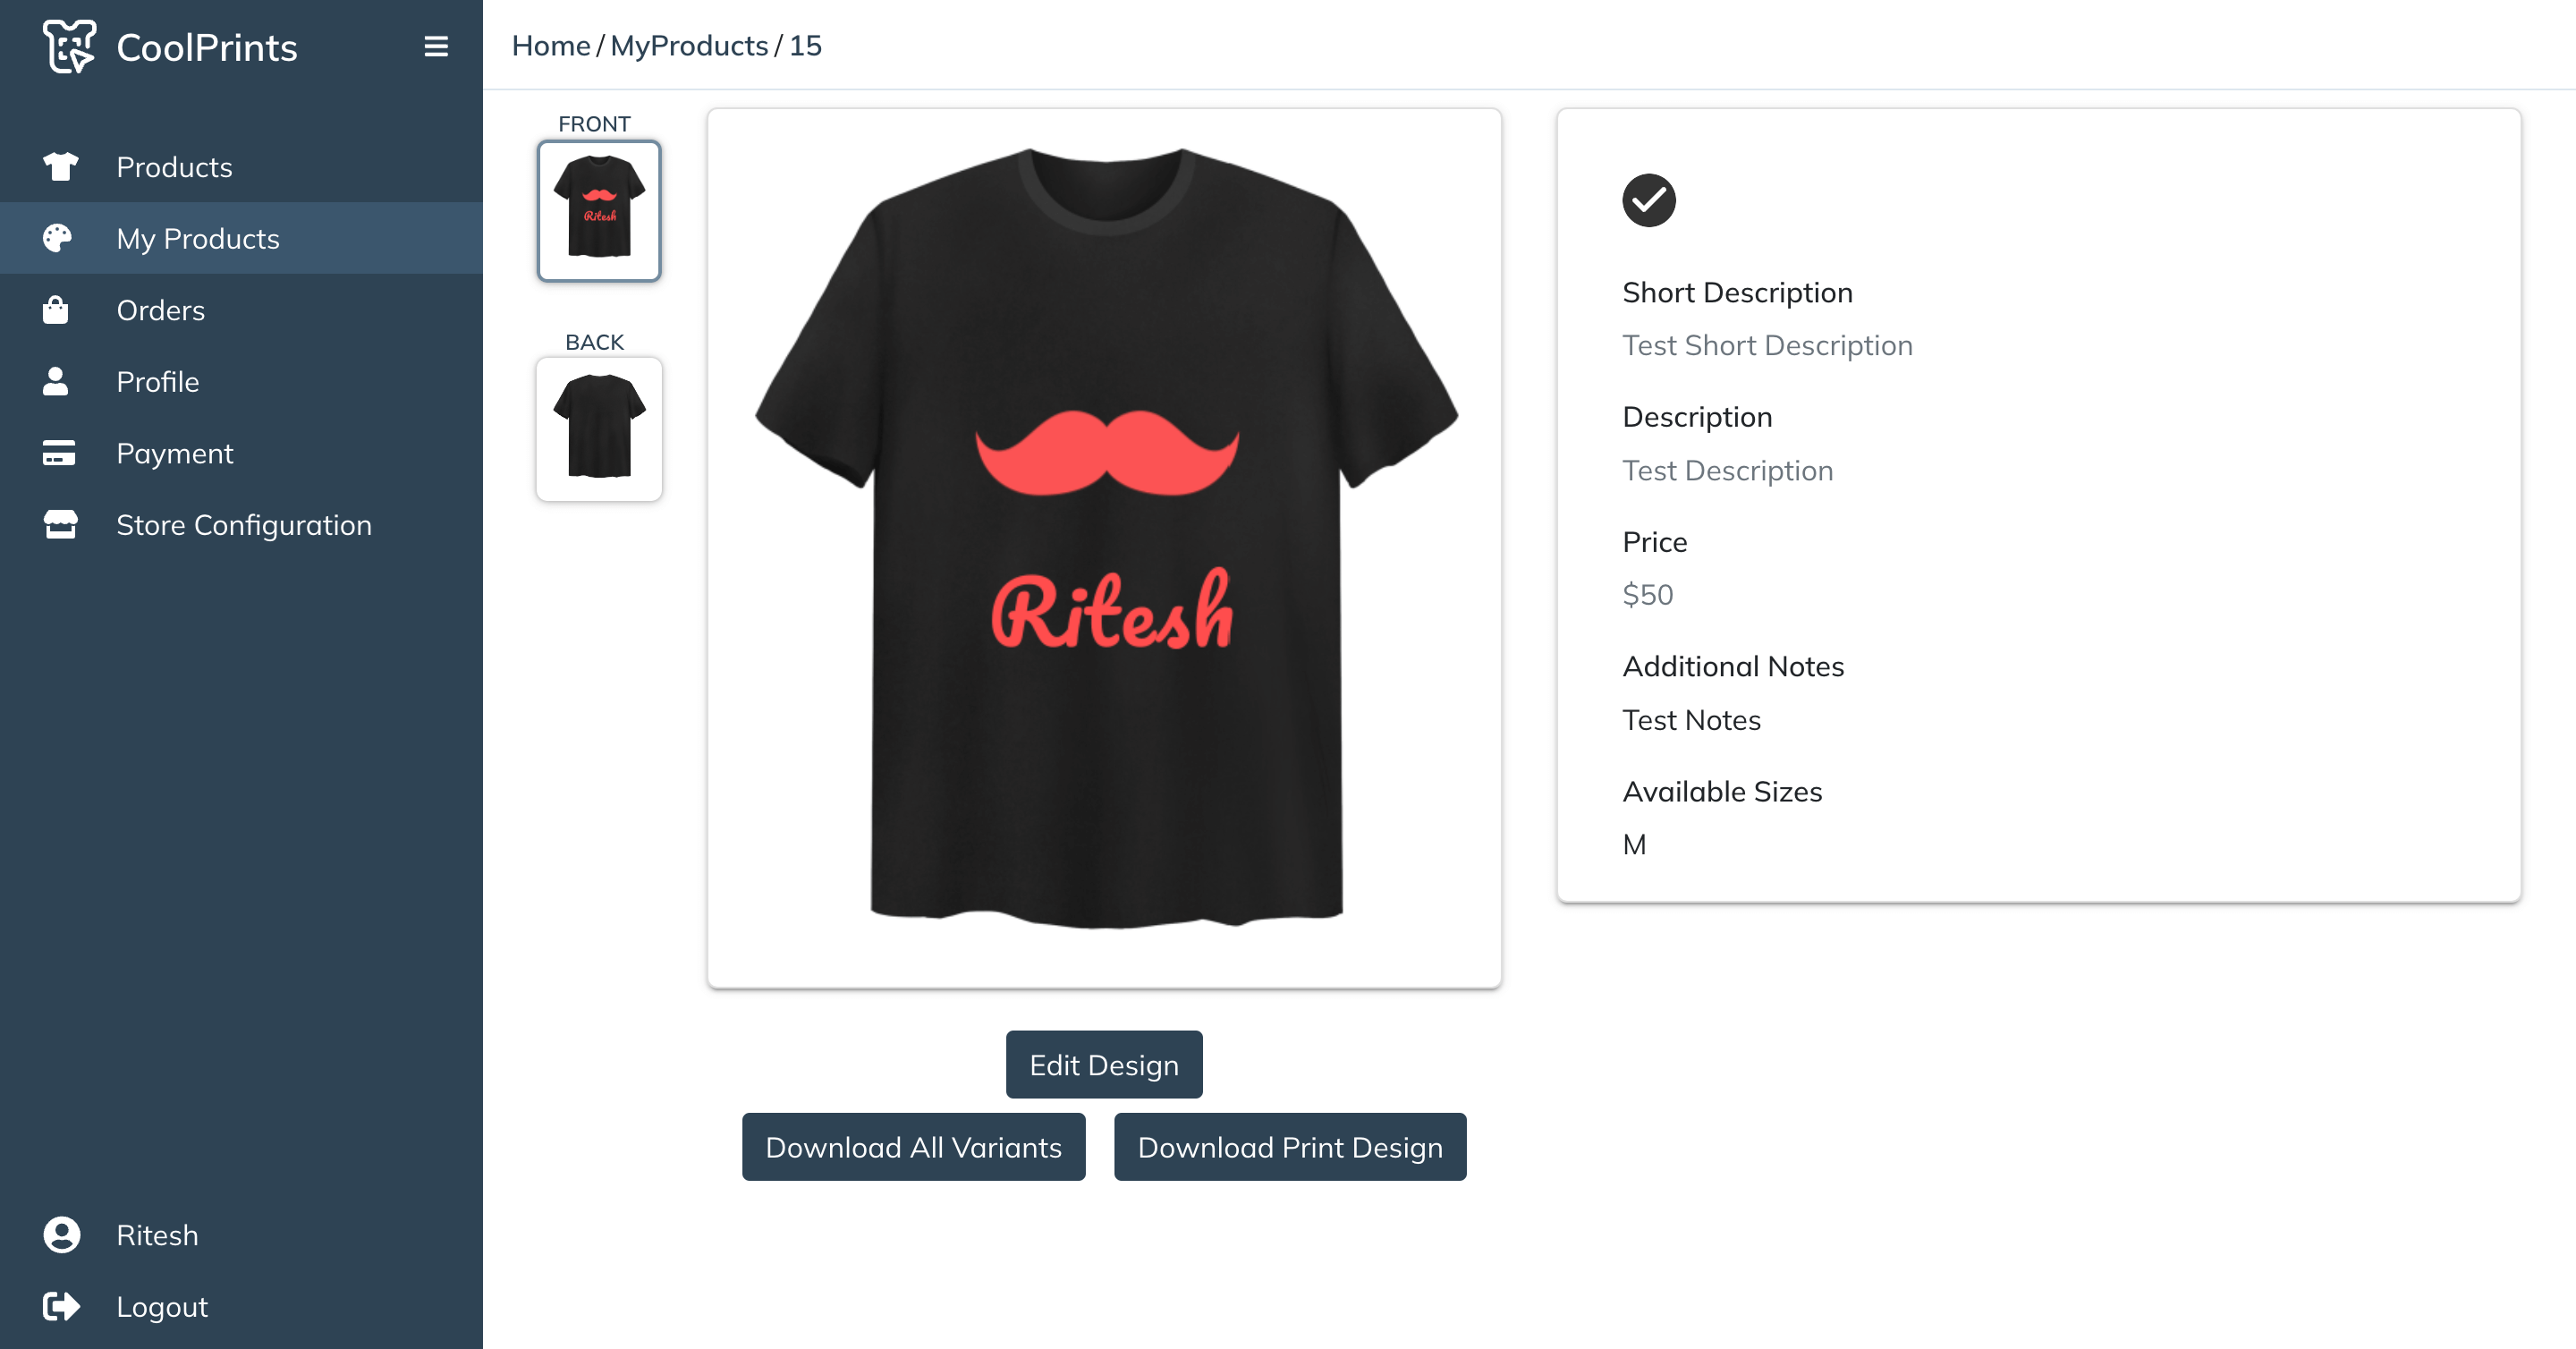 CoolPrints
Products
My Products
Orders
Profile
Payment
Store Configuration
Ritesh
Logout
Home / MyProducts / 15
FRONT
Ritesh
BACK
Ritesh
Edit Design
Download All Variants
Download Print Design
Short Description
Test Short Description
Description
Test Description
Price
$50
Additional Notes
Test Notes
Available Sizes
M